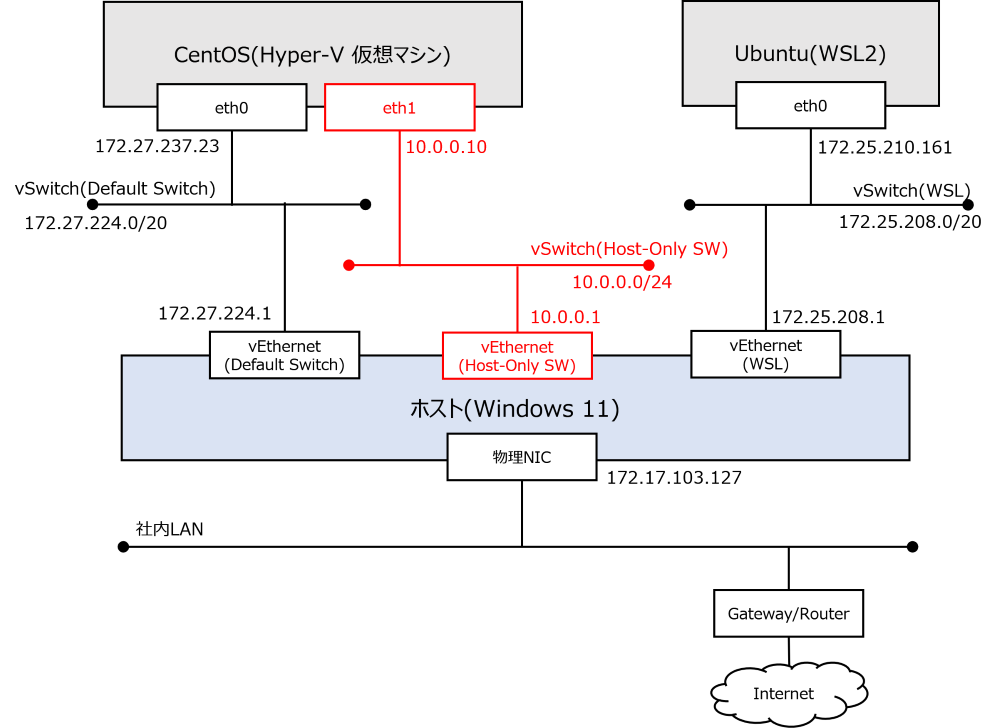 CentOS(Hyper-V 仮想マシン)
Ubuntu(WSL2)
eth0
eth1
eth0
172.27.237.23
10.0.0.10
172.25.210.161
vSwitch(Default Switch)
vSwitch(WSL)
172.27.224.0/20
172.25.208.0/20
vSwitch(Host-Only SW)
10.0.0.0/24
172.27.224.1
10.0.0.1
172.25.208.1
vEthernet
(Default Switch)
vEthernet
(Host-Only SW)
vEthernet
(WSL)
ホスト(Windows 11)
物理NIC
172.17.103.127
社内LAN
Gateway/Router
Internet